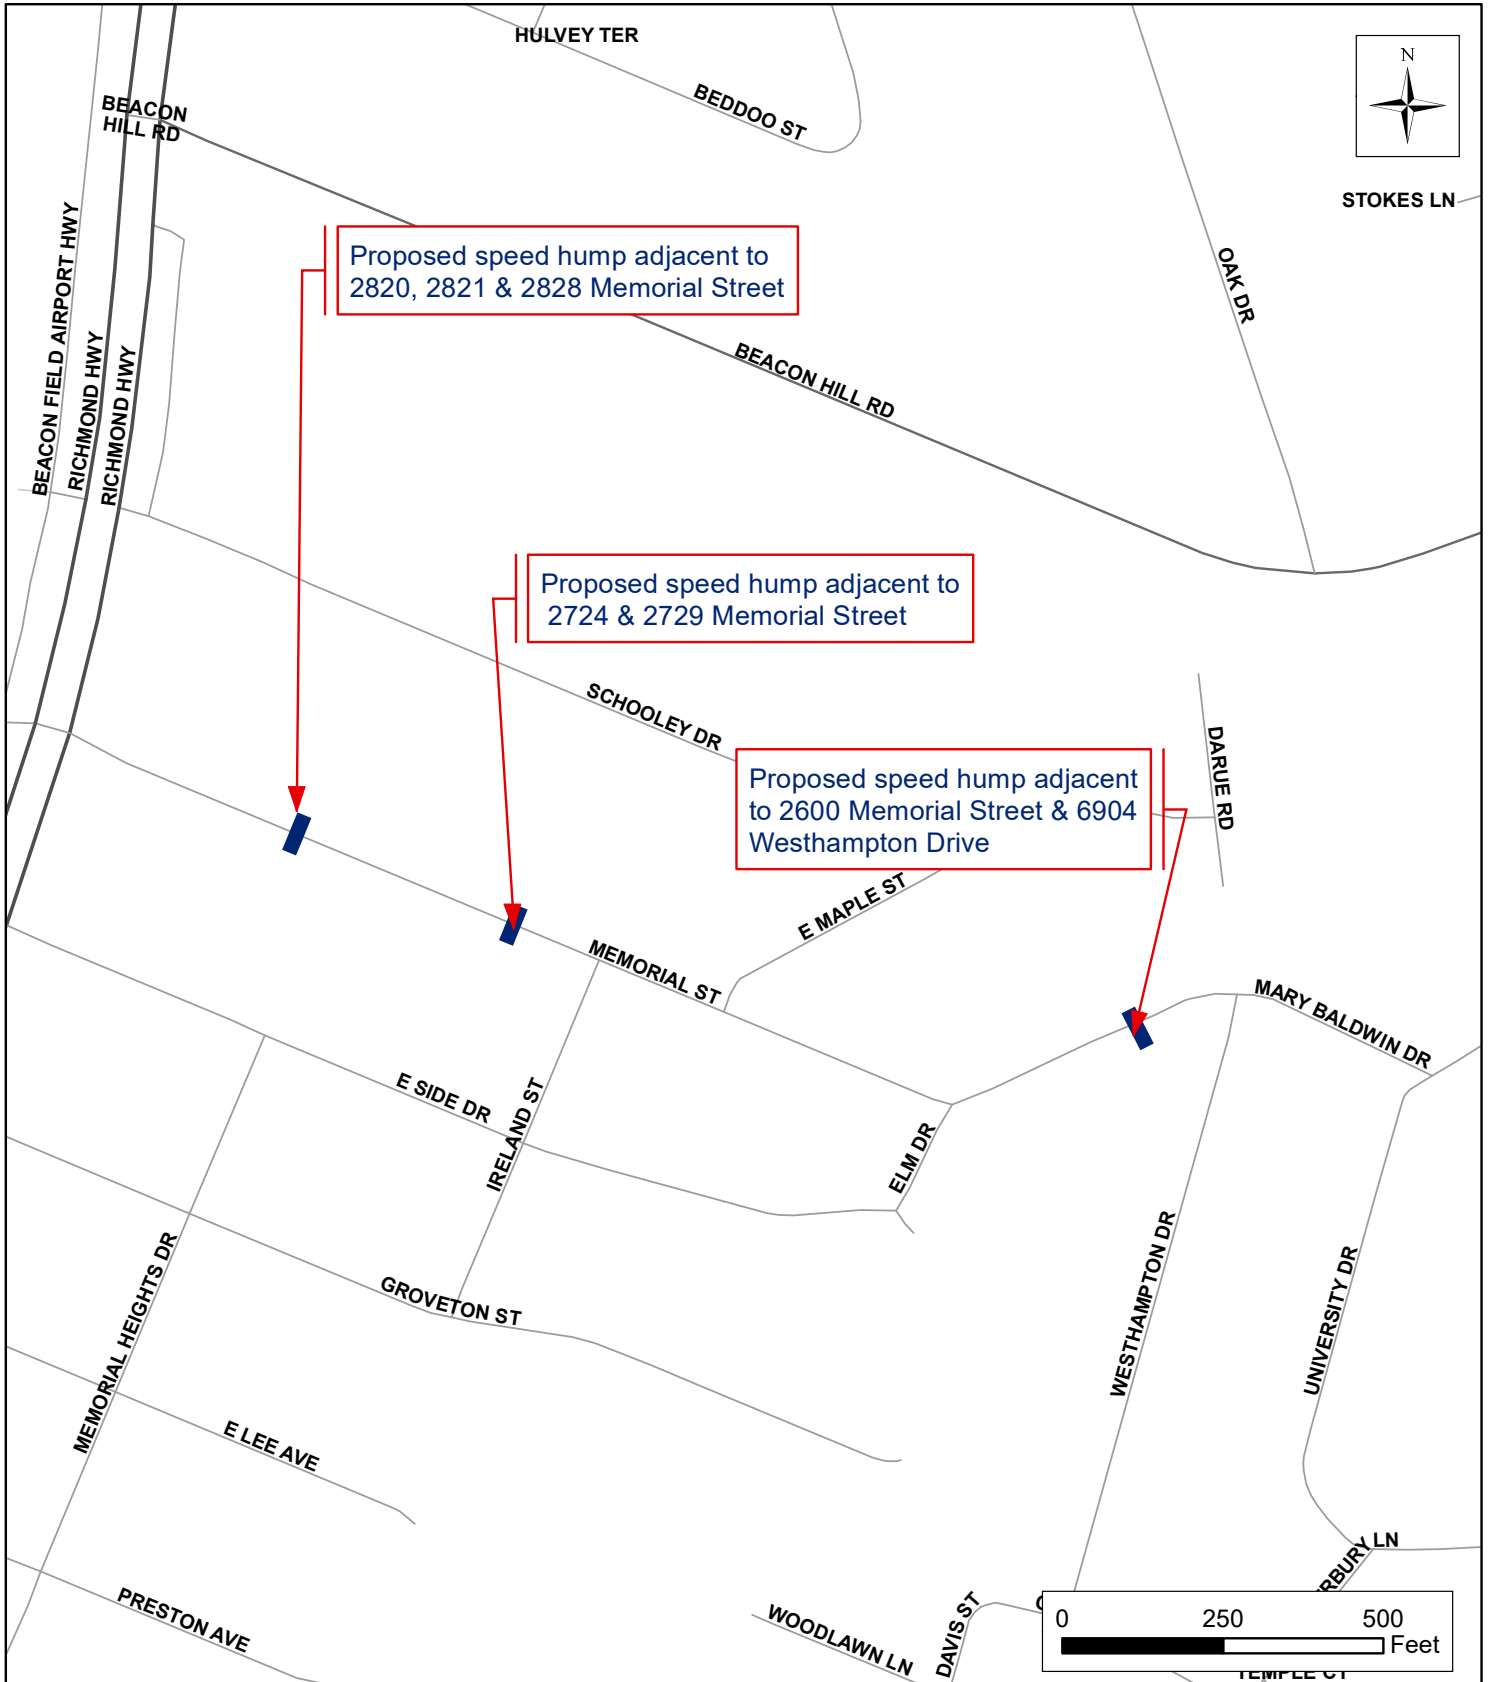 HULVEY TER
N
BEDDOO ST
BEACON
HILL RD
STOKES LN
Proposed speed hump adjacent to
2820, 2821 & 2828 Memorial Street
OAK DR
BEACON FIELD AIRPORT HWY
RICHMOND HWY
RICHMOND HWY
BEACON HILL RD
Proposed speed hump adjacent to
2724 & 2729 Memorial Street
SCHOOLEY DR
DARUE RD
Proposed speed hump adjacent
to 2600 Memorial Street & 6904
Westhampton Drive
E MAPLE ST
MEMORIAL ST
MARY BALDWIN DR
E SIDE DR
IRELAND ST
ELM DR
WESTHAMPTON DR
UNIVERSITY DR
MEMORIAL HEIGHTS DR
GROVETON ST
E LEE AVE
RBURY LN
PRESTON AVE
WOODLAWN LN
DAVIS ST
0 250 500
Feet
TEMPLE CT